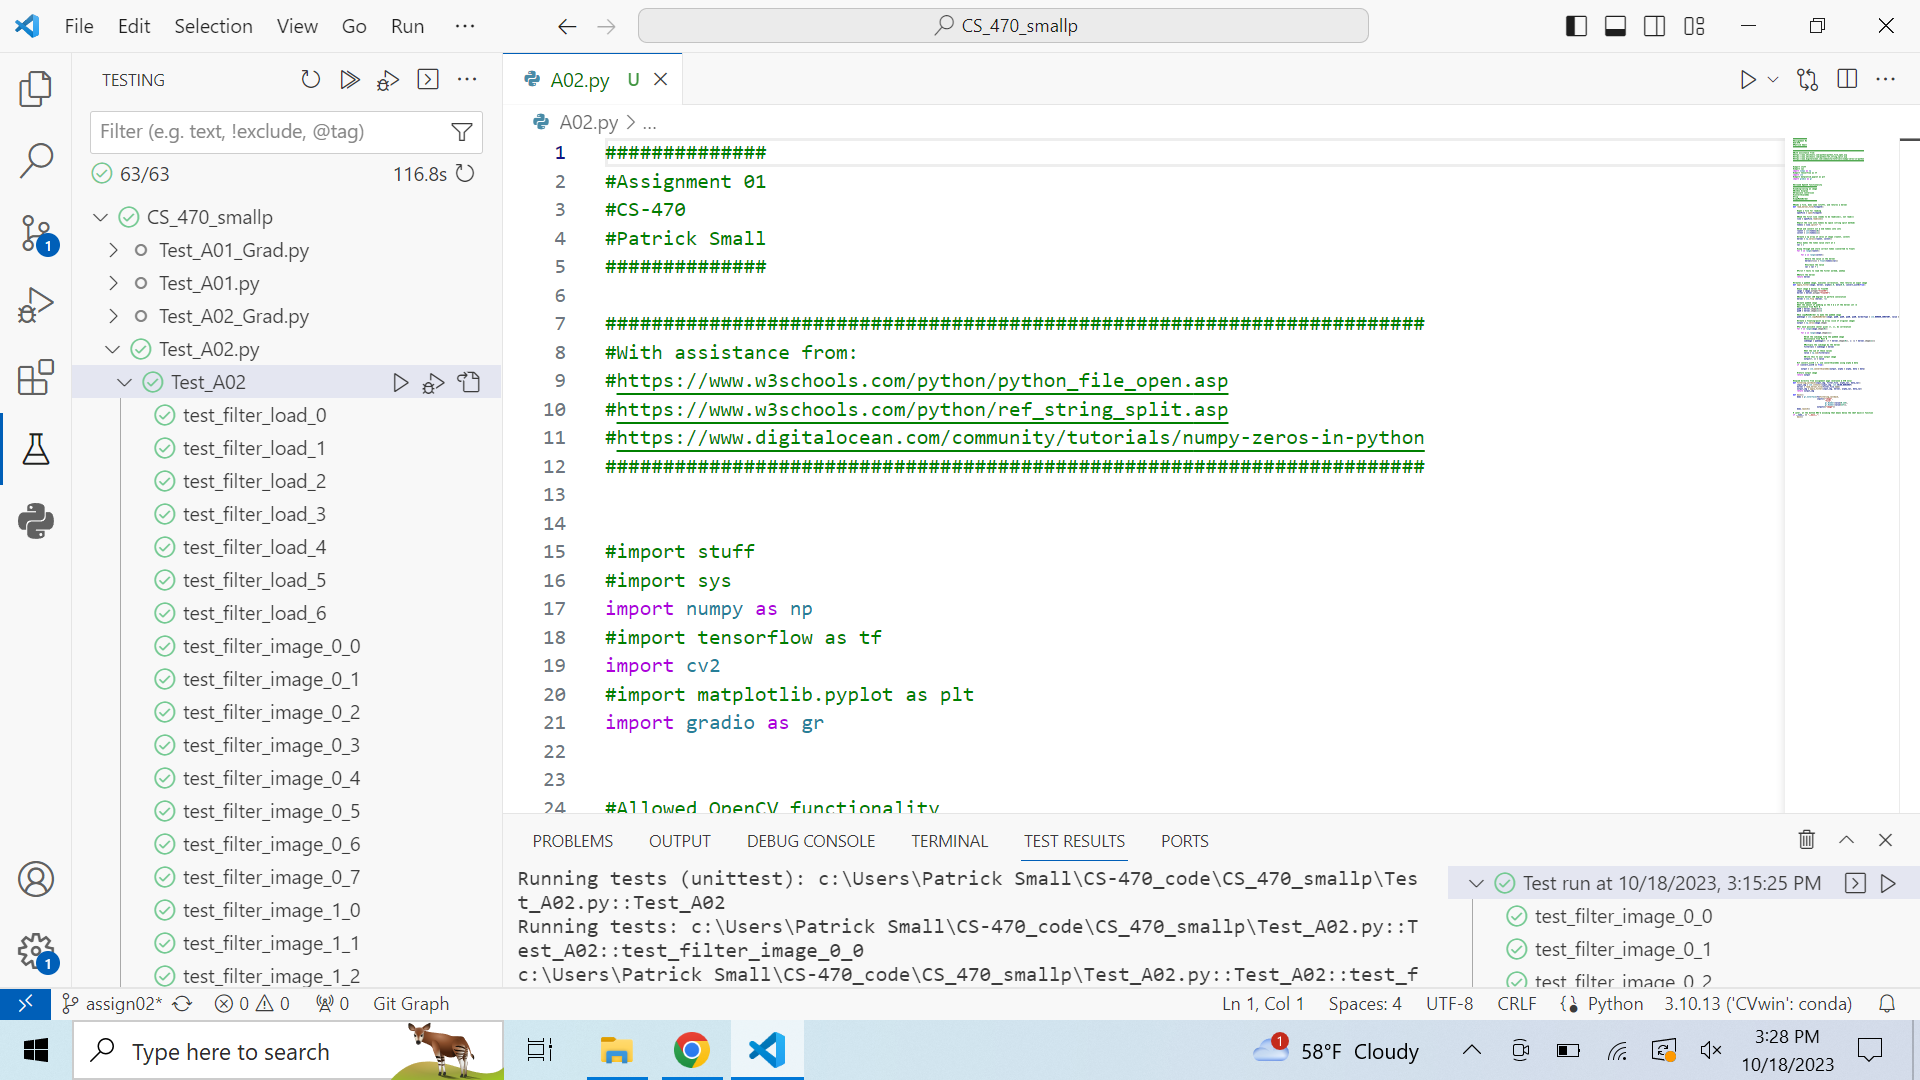 File Edit Selection View Go Run ···
CS_470_smallp
TESTING
Filter (e.g. text, !exclude, @tag)
63/63 116.8s
CS_470_smallp
Test_A01_Grad.py
Test_A01.py
Test_A02_Grad.py
Test_A02.py
Test_A02
test_filter_load_0
test_filter_load_1
test_filter_load_2
test_filter_load_3
test_filter_load_4
test_filter_load_5
test_filter_load_6
test_filter_image_0_0
test_filter_image_0_1
test_filter_image_0_2
test_filter_image_0_3
test_filter_image_0_4
test_filter_image_0_5
test_filter_image_0_6
test_filter_image_0_7
test_filter_image_1_0
test_filter_image_1_1
test_filter_image_1_2
1
1
A02.py U
A02.py > ...
1 ##############
2 #Assignment 01
3 #CS-470
4 #Patrick Small
5 ##############
6
7 #######################################################################
8 #With assistance from:
9 #https://www.w3schools.com/python/python_file_open.asp
10 #https://www.w3schools.com/python/ref_string_split.asp
11 #https://www.digitalocean.com/community/tutorials/numpy-zeros-in-python
12 #######################################################################
13
14
15 #import stuff
16 #import sys
17 import numpy as np
18 #import tensorflow as tf
19 import cv2
20 #import matplotlib.pyplot as plt
21 import gradio as gr
22
23
24 #Allowed OpenCV functionality
PROBLEMS OUTPUT DEBUG CONSOLE TERMINAL TEST RESULTS PORTS
Running tests (unittest): c:\Users\Patrick Small\CS-470_code\CS_470_smallp\Tes
t_A02.py::Test_A02
Running tests: c:\Users\Patrick Small\CS-470_code\CS_470_smallp\Test_A02.py::T
est_A02::test_filter_image_0_0
c:\Users\Patrick Small\CS-470_code\CS_470_smallp\Test_A02.py::Test_A02::test_f
Test run at 10/18/2023, 3:15:25 PM
test_filter_image_0_0
test_filter_image_0_1
test_filter_image_0_2
assign02* 0 0 0 Git Graph
Ln 1, Col 1 Spaces: 4 UTF-8 CRLF Python 3.10.13 ('CVwin': conda)
Type here to search
1
58°F Cloudy
3:28 PM
10/18/2023